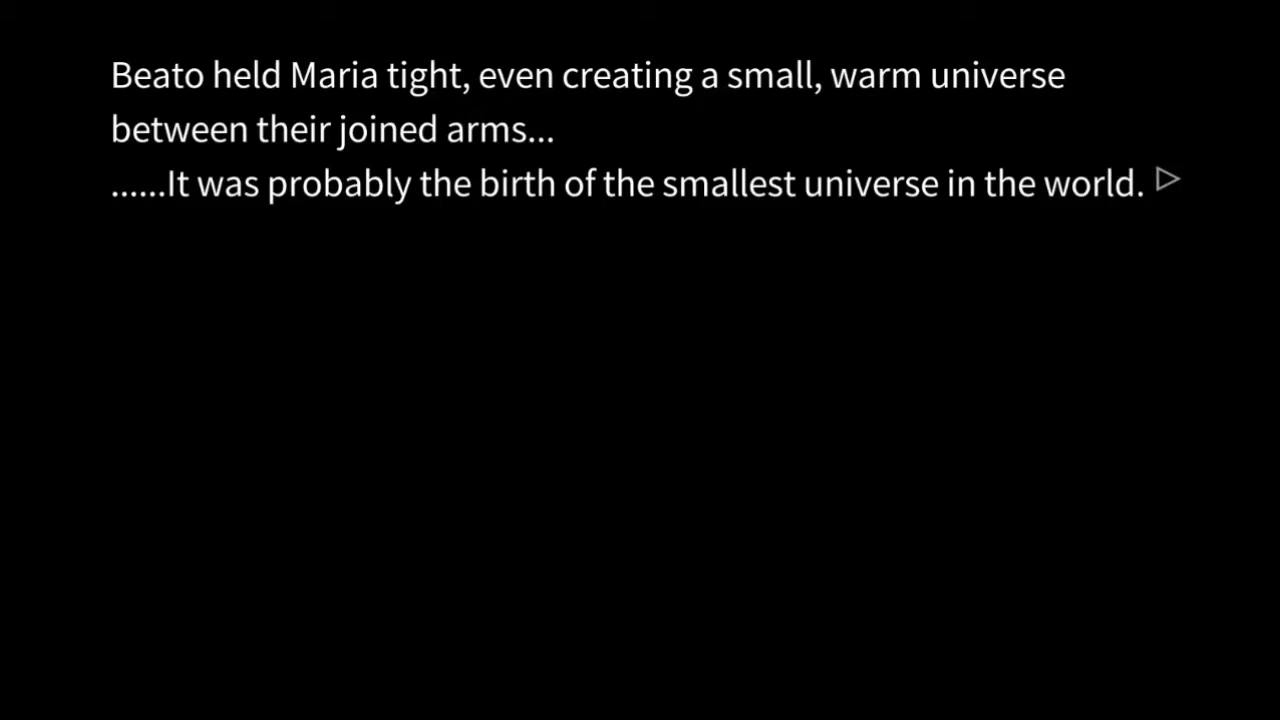 Beato held Maria tight, even creating a small, warm universe
between their joined arms...
......It was probably the birth of the smallest universe in the world.